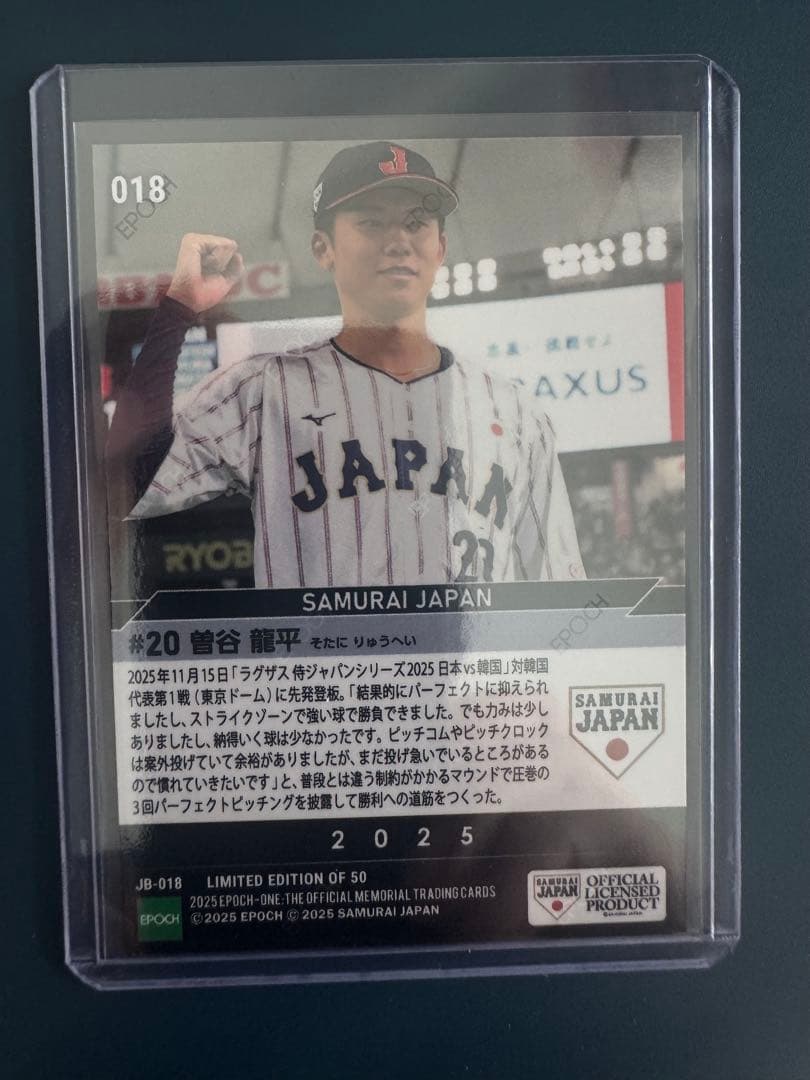 018
EPOCH
EPOCH
AXUS
JAPAN
20
RYOB
SAMURAI JAPAN
EPOCH
#20 曽谷 龍平 そたに りゅうへい
2025年11月15日「ラグザス 侍ジャパンシリーズ2025 日本vs韓国」対韓国
代表第1戦(東京ドーム)に先発登板。「結果的にパーフェクトに抑えられ
ましたし、ストライクゾーンで強い球で勝負できました。でも力みは少し
ありましたし、納得いく球は少なかったです。ピッチコムやピッチクロック
は案外投げていて余裕がありましたが、まだ投げ急いでいるところがある
ので慣れていきたいです」と、普段とは違う制約がかかるマウンドで圧巻の
3回パーフェクトピッチングを披露して勝利への道筋をつくった。
SAMURAI
JAPAN
2025
JB-018 LIMITED EDITION OF 50
2025 EPOCH-ONE:THE OFFICIAL MEMORIAL TRADING CARDS
EPOCH
©2025 EPOCH © 2025 SAMURAI JAPAN
SAMURAI
JAPAN
OFFICIAL
LICENSED
PRODUCT